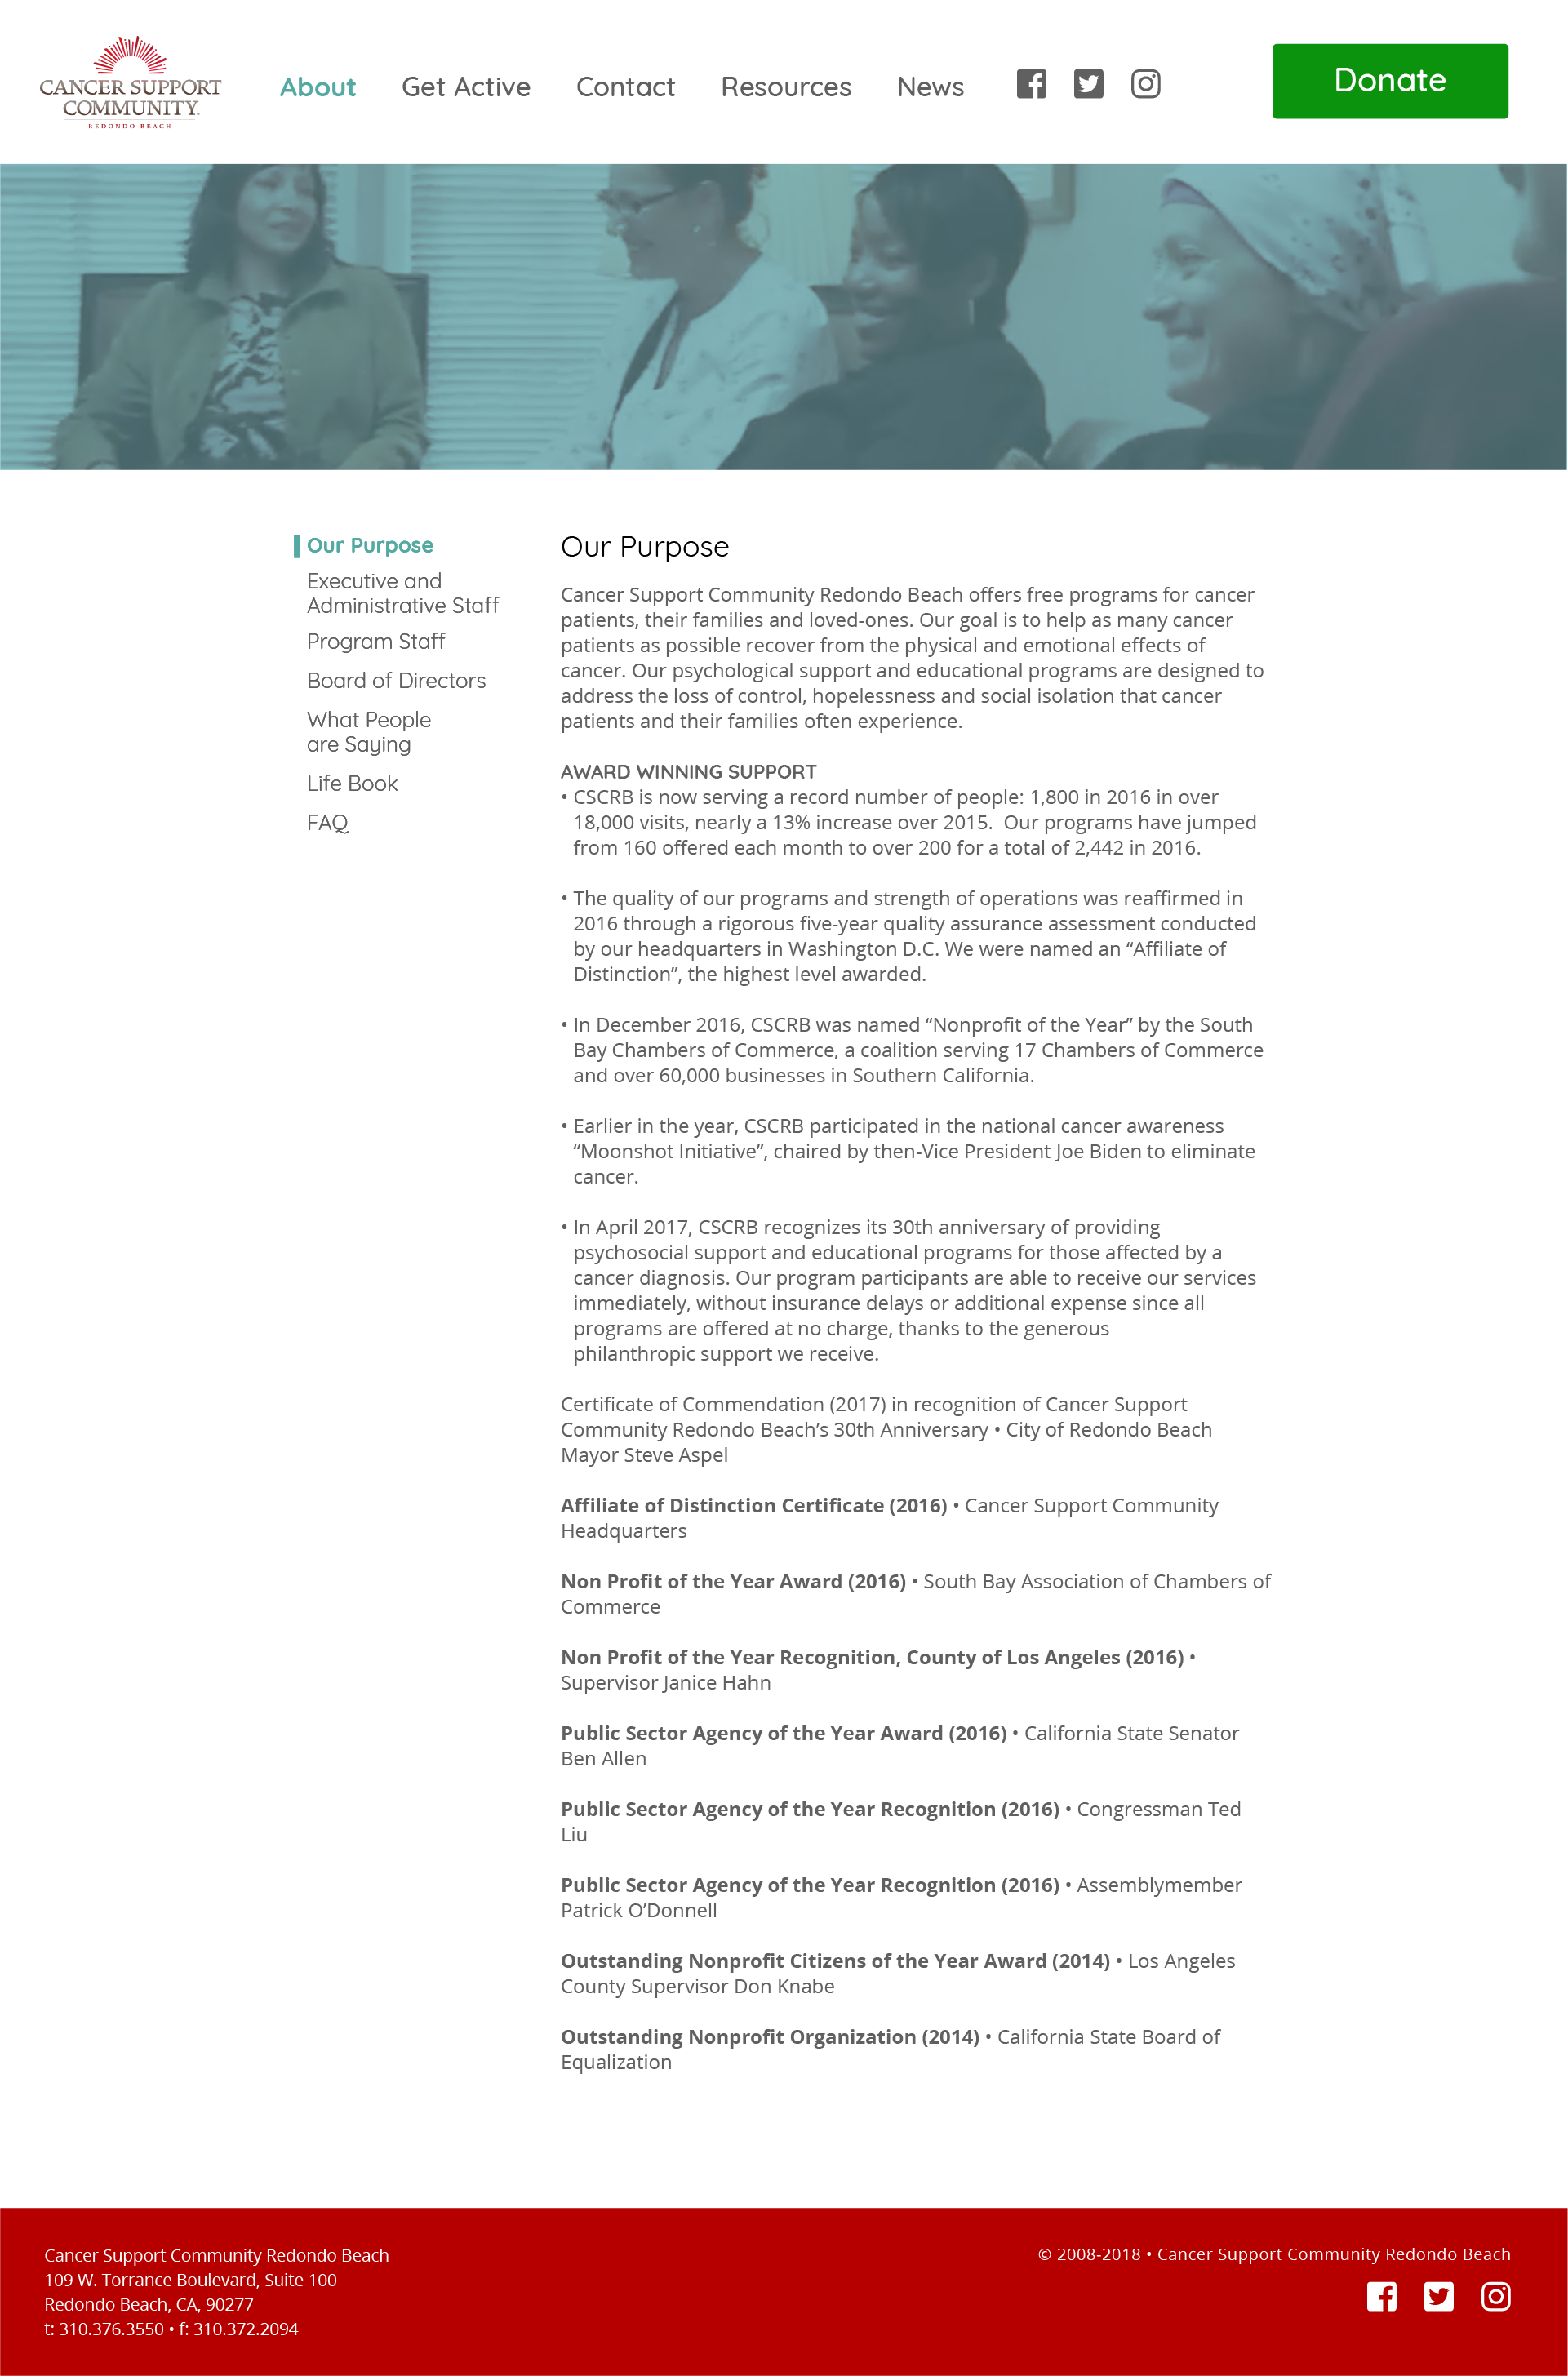 CANCER SUPPORT
COMMUNITY
REDONDO BEACH
About
Get Active
Contact
Resources
News
Donate
Our Purpose
Executive and
Administrative Staff
Program Staff
Board of Directors
What People
are Saying
Life Book
FAQ
Our Purpose
Cancer Support Community Redondo Beach offers free programs for cancer
patients, their families and loved-ones. Our goal is to help as many cancer
patients as possible recover from the physical and emotional effects of
cancer. Our psychological support and educational programs are designed to
address the loss of control, hopelessness and social isolation that cancer
patients and their families often experience.
AWARD WINNING SUPPORT
• CSCRB is now serving a record number of people: 1,800 in 2016 in over
18,000 visits, nearly a 13% increase over 2015.  Our programs have jumped
from 160 offered each month to over 200 for a total of 2,442 in 2016.
• The quality of our programs and strength of operations was reaffirmed in
2016 through a rigorous five-year quality assurance assessment conducted
by our headquarters in Washington D.C. We were named an “Affiliate of
Distinction”, the highest level awarded.
• In December 2016, CSCRB was named “Nonprofit of the Year” by the South
Bay Chambers of Commerce, a coalition serving 17 Chambers of Commerce
and over 60,000 businesses in Southern California.
• Earlier in the year, CSCRB participated in the national cancer awareness
“Moonshot Initiative”, chaired by then-Vice President Joe Biden to eliminate
cancer.
• In April 2017, CSCRB recognizes its 30th anniversary of providing
psychosocial support and educational programs for those affected by a
cancer diagnosis. Our program participants are able to receive our services
immediately, without insurance delays or additional expense since all
programs are offered at no charge, thanks to the generous
philanthropic support we receive.
Certificate of Commendation (2017) in recognition of Cancer Support
Community Redondo Beach’s 30th Anniversary • City of Redondo Beach
Mayor Steve Aspel
Affiliate of Distinction Certificate (2016) • Cancer Support Community
Headquarters
Non Profit of the Year Award (2016) • South Bay Association of Chambers of
Commerce
Non Profit of the Year Recognition, County of Los Angeles (2016) •
Supervisor Janice Hahn
Public Sector Agency of the Year Award (2016) • California State Senator
Ben Allen
Public Sector Agency of the Year Recognition (2016) • Congressman Ted
Liu
Public Sector Agency of the Year Recognition (2016) • Assemblymember
Patrick O’Donnell
Outstanding Nonprofit Citizens of the Year Award (2014) • Los Angeles
County Supervisor Don Knabe
Outstanding Nonprofit Organization (2014) • California State Board of
Equalization
Cancer Support Community Redondo Beach
109 W. Torrance Boulevard, Suite 100
Redondo Beach, CA, 90277
t: 310.376.3550 • f: 310.372.2094
© 2008-2018 • Cancer Support Community Redondo Beach